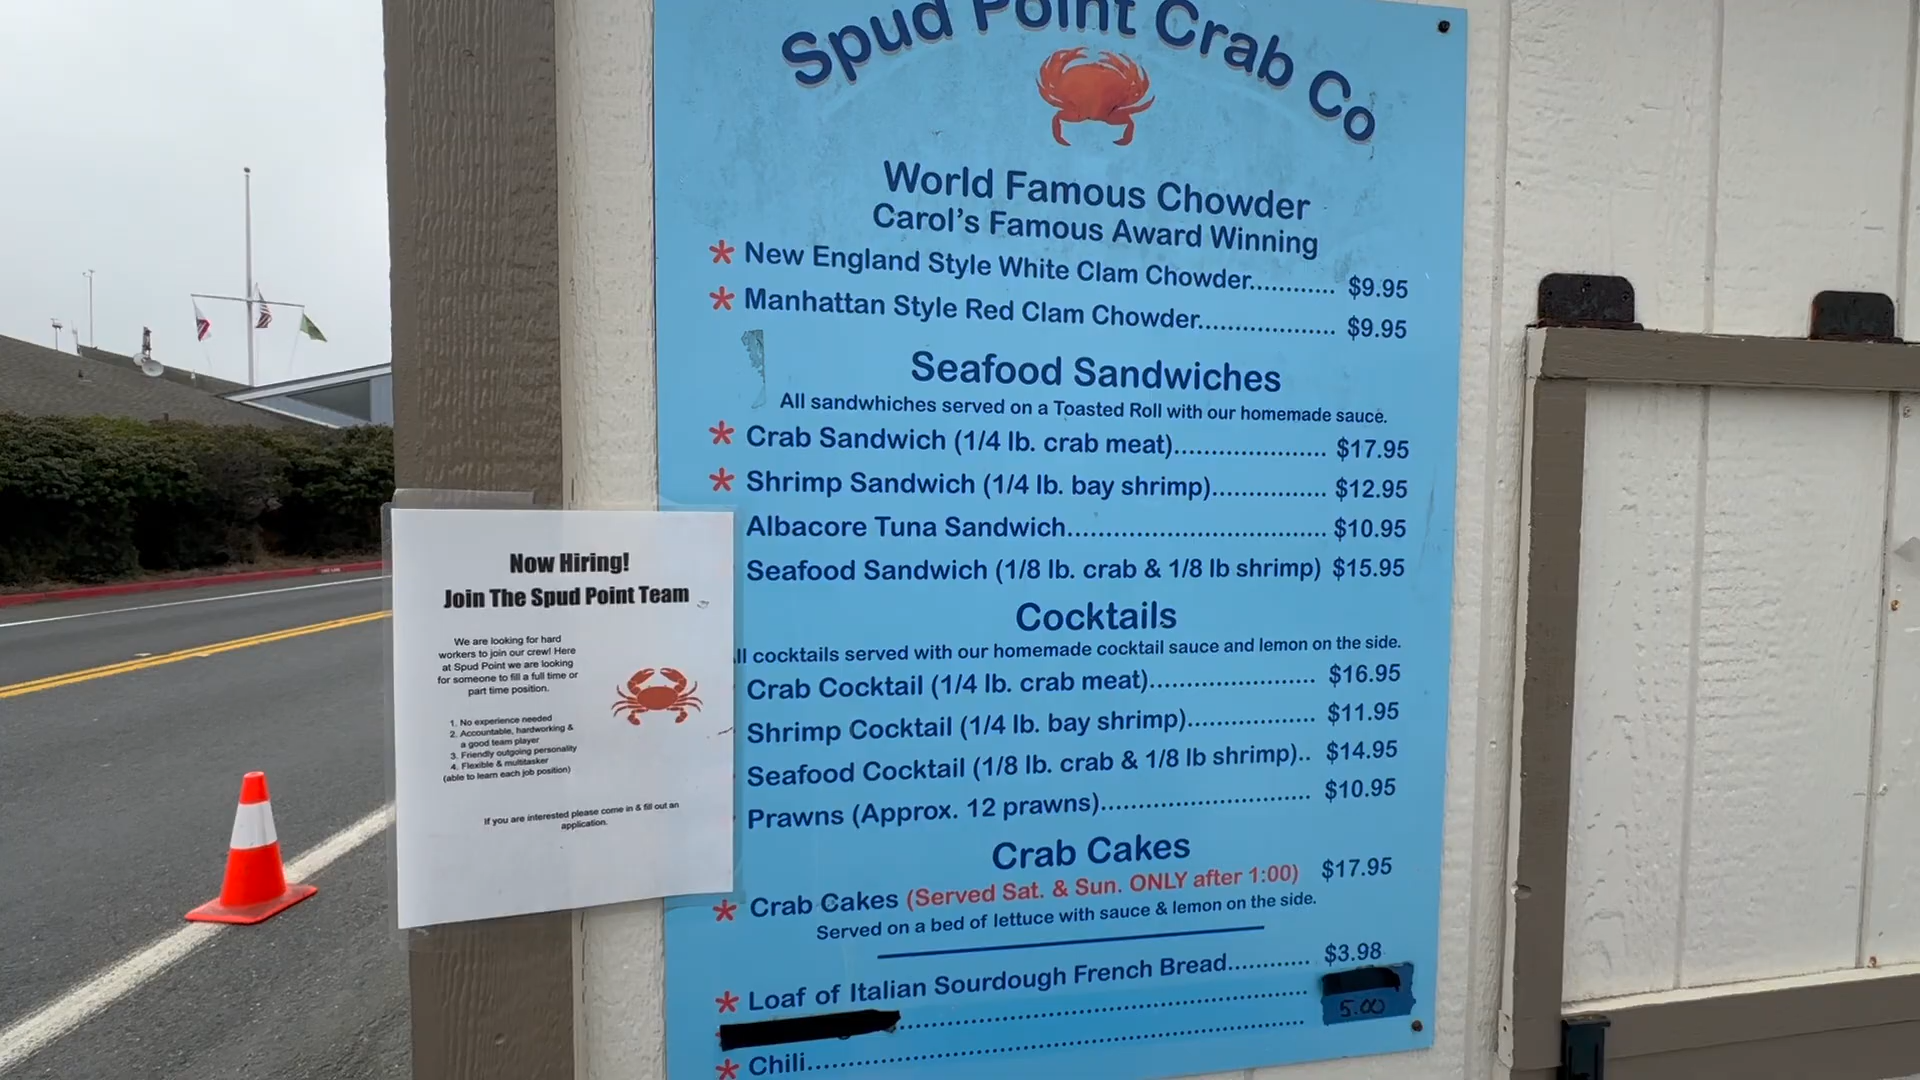 Spud Point Crab Co
World Famous Chowder
Carol's Famous Award Winning
* New England Style White Clam Chowder............ $9.95
* Manhattan Style Red Clam Chowder.................. $9.95
Seafood Sandwiches
All sandwhiches served on a Toasted Roll with our homemade sauce.
* Crab Sandwich (1/4 lb. crab meat)..................... $17.95
* Shrimp Sandwich (1/4 lb. bay shrimp)................ $12.95
Albacore Tuna Sandwich.................................... $10.95
Seafood Sandwich (1/8 lb. crab & 1/8 lb shrimp) $15.95
Cocktails
ll cocktails served with our homemade cocktail sauce and lemon on the side.
Crab Cocktail (1/4 lb. crab meat)....................... $16.95
Shrimp Cocktail (1/4 lb. bay shrimp).................. $11.95
Seafood Cocktail (1/8 lb. crab & 1/8 lb shrimp).. $14.95
Prawns (Approx. 12 prawns)............................. $10.95
Crab Cakes
* Crab Cakes (Served Sat. & Sun. ONLY after 1:00) $17.95
Served on a bed of lettuce with sauce & lemon on the side.
* Loaf of Italian Sourdough French Bread........... $3.98
5.00
* Chili......................................................
Now Hiring!
Join The Spud Point Team
We are looking for hard
workers to join our crew! Here
at Spud Point we are looking
for someone to fill a full time or
part time position.
1. No experience needed
2. Accountable, hardworking &
a good team player
3. Friendly outgoing personality
4. Flexible & multitasker
(able to learn each job position)
If you are interested please come in & fill out an
application.